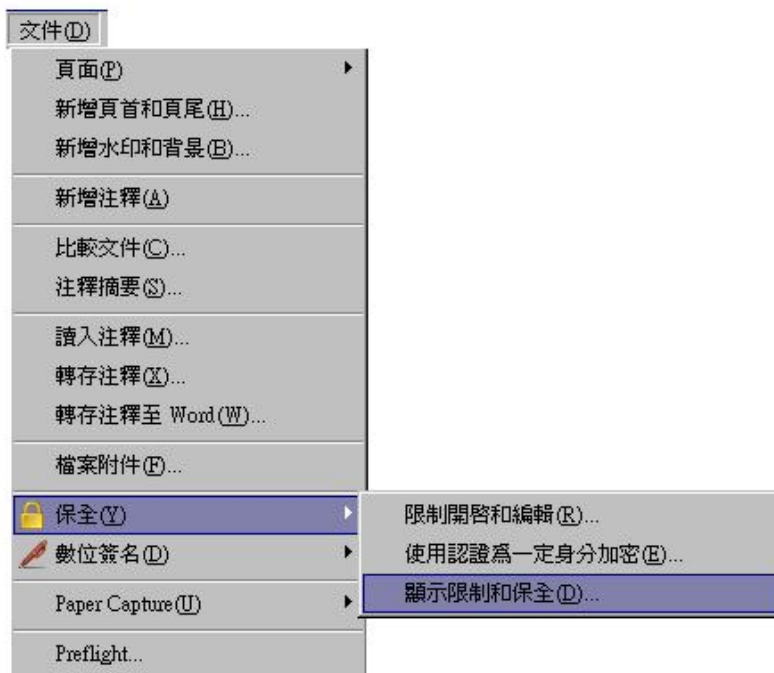 文件(D)
頁面(P)
新增頁首和頁尾(H)...
新增水印和背景(B)...
新增注釋(A)
比較文件(C)...
注釋摘要(S)...
讀入注釋(M)...
轉存注釋(X)...
轉存注釋至 Word(W)...
檔案附件(F)...
保全(Y)
限制開啓和編輯(R)...
數位簽名(D)
使用認證爲一定身分加密(E)...
Paper Capture(U)
顯示限制和保全(D)...
Preflight...